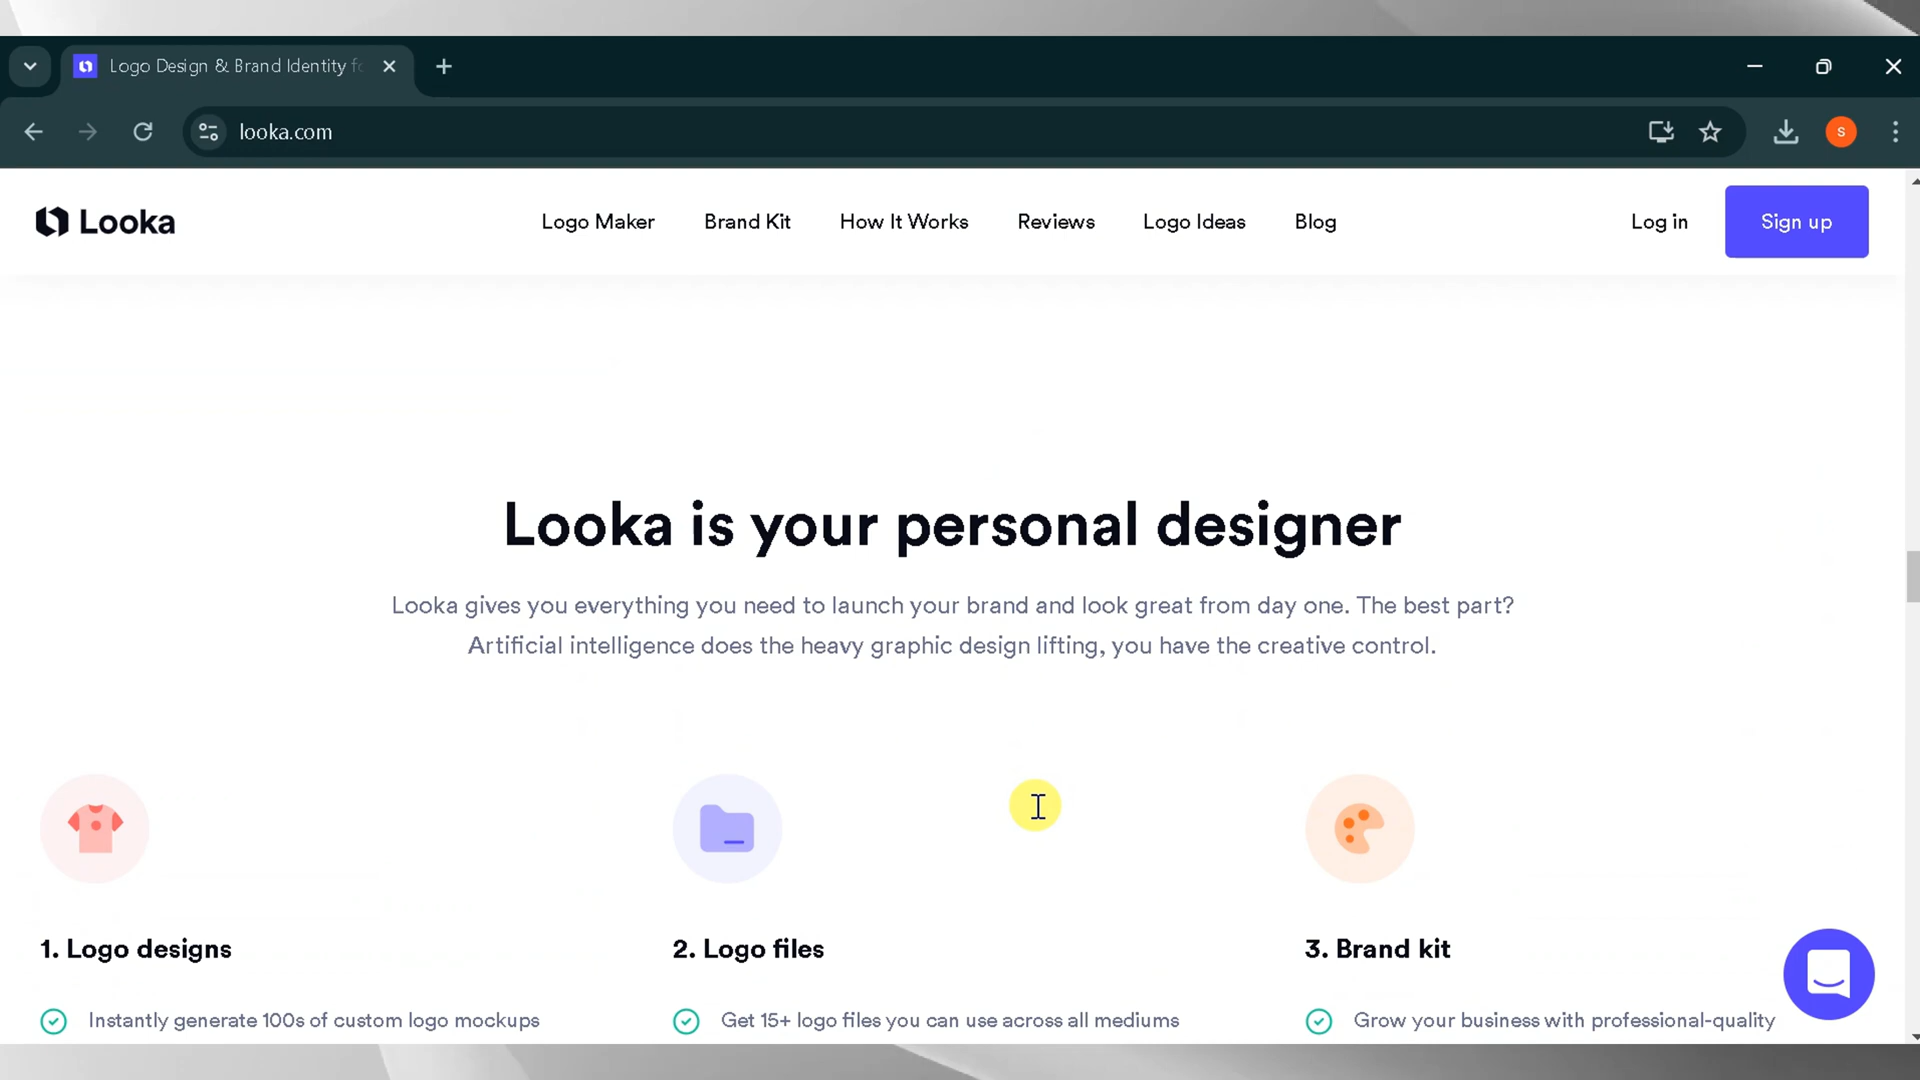 Logo Design & Brand Identity fo
looka.com
S
Looka
Logo Maker
Brand Kit
How It Works
Reviews
Logo Ideas
Blog
Log in
Sign up
Looka is your personal designer
Looka gives you everything you need to launch your brand and look great from day one. The best part?
Artificial intelligence does the heavy graphic design lifting, you have the creative control.
1. Logo designs
2. Logo files
3. Brand kit
Instantly generate 100s of custom logo mockups
Get 15+ logo files you can use across all mediums
Grow your business with professional-quality